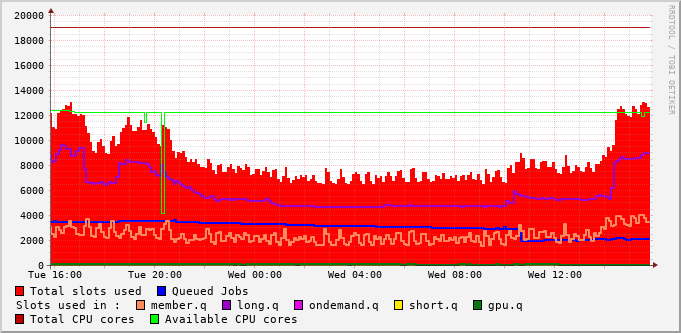 20000
18000
16000
14000
12000
10000
8000
6000
4000
2000
0
Tue 16:00 Tue 20:00 Wed 00:00 Wed 04:00 Wed 08:00 Wed 12:00
RRDTOOL / TOBI OETIKER
Total slots used Queued Jobs
Slots used in : member.q long.q ondemand.q short.q gpu.q
Total CPU cores Available CPU cores